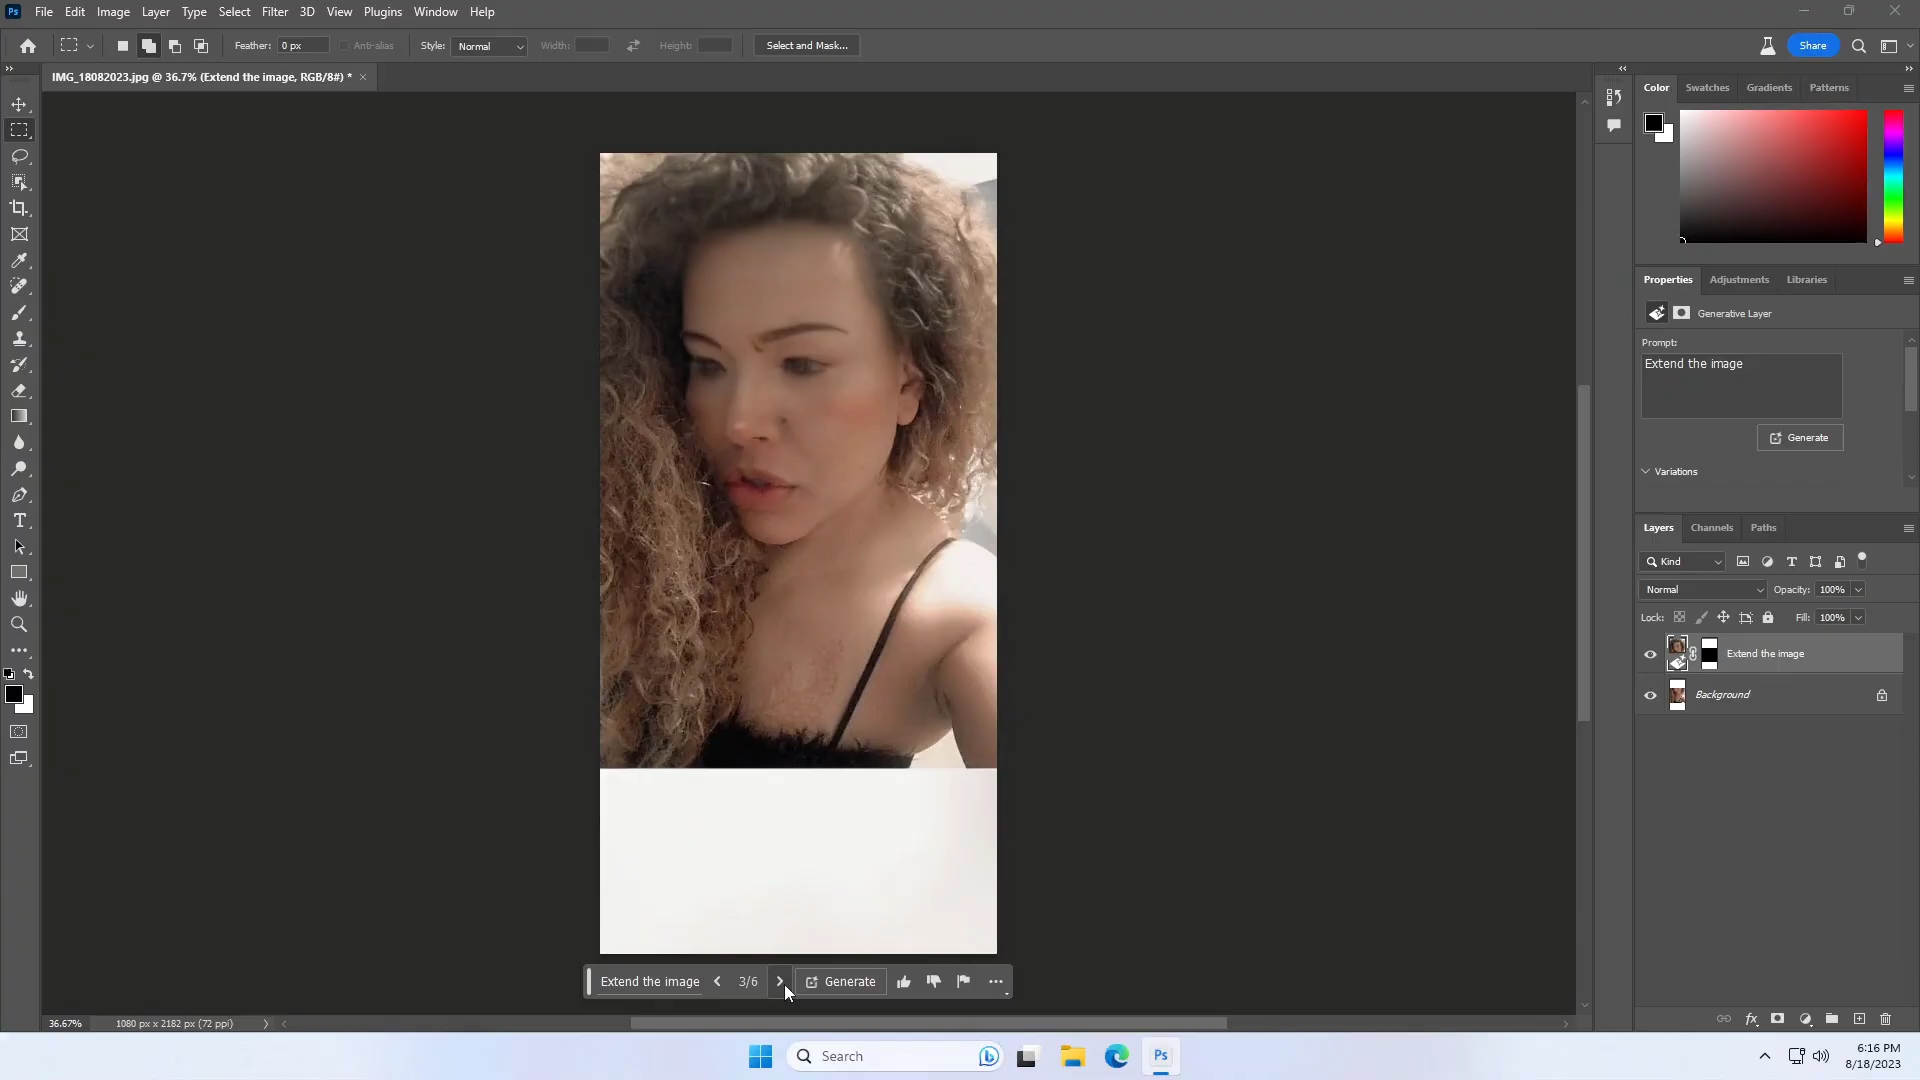 Ps File Edit Image Layer Type Select Filter 3D View Plugins Window Help
Feather: 0 px Anti-alias Style: Normal Width: Height: Select and Mask... Share
IMG_18082023.jpg @ 36.7% (Extend the image, RGB/8#) *
Color Swatches Gradients Patterns
Properties Adjustments Libraries
Generative Layer
Prompt:
Extend the image
Generate
Variations
Layers Channels Paths
Kind
Normal Opacity: 100%
Lock: Fill: 100%
Extend the image
Background
Extend the image 3/6 Generate
36.67% 1080 px x 2182 px (72 ppi)
fx
Search
Ps
6:16 PM
8/18/2023